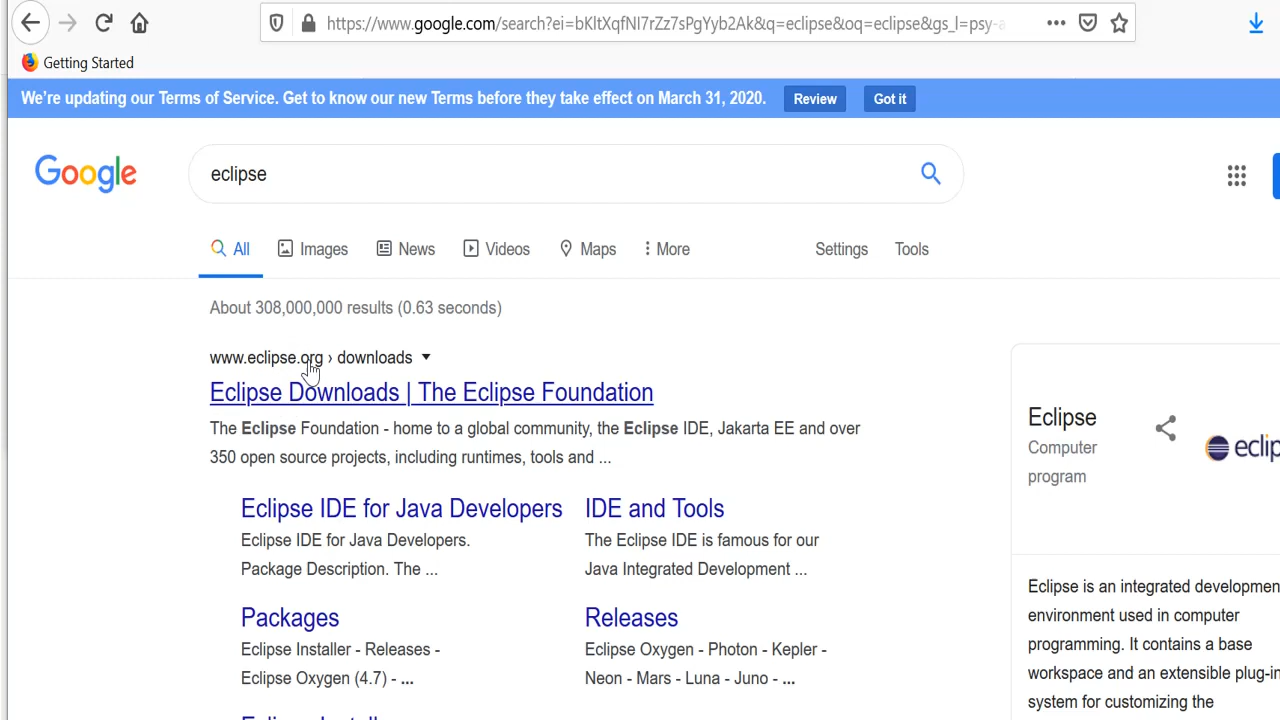 https://www.google.com/search?ei=bKltXqfNI7rZz7sPgYyb2Ak&q=eclipse&oq=eclipse&gs_l=psy-a
Getting Started
We're updating our Terms of Service. Get to know our new Terms before they take effect on March 31, 2020. Review Got it
Google eclipse
All Images News Videos Maps More Settings Tools
About 308,000,000 results (0.63 seconds)
www.eclipse.org › downloads
Eclipse Downloads | The Eclipse Foundation
The Eclipse Foundation - home to a global community, the Eclipse IDE, Jakarta EE and over
350 open source projects, including runtimes, tools and ...
Eclipse IDE for Java Developers
Eclipse IDE for Java Developers.
Package Description. The ...
IDE and Tools
The Eclipse IDE is famous for our
Java Integrated Development ...
Packages
Eclipse Installer - Releases -
Eclipse Oxygen (4.7) - ...
Releases
Eclipse Oxygen - Photon - Kepler -
Neon - Mars - Luna - Juno - ...
Eclipse
Computer
program
eclip
Eclipse is an integrated developmen
environment used in computer
programming. It contains a base
workspace and an extensible plug-in
system for customizing the